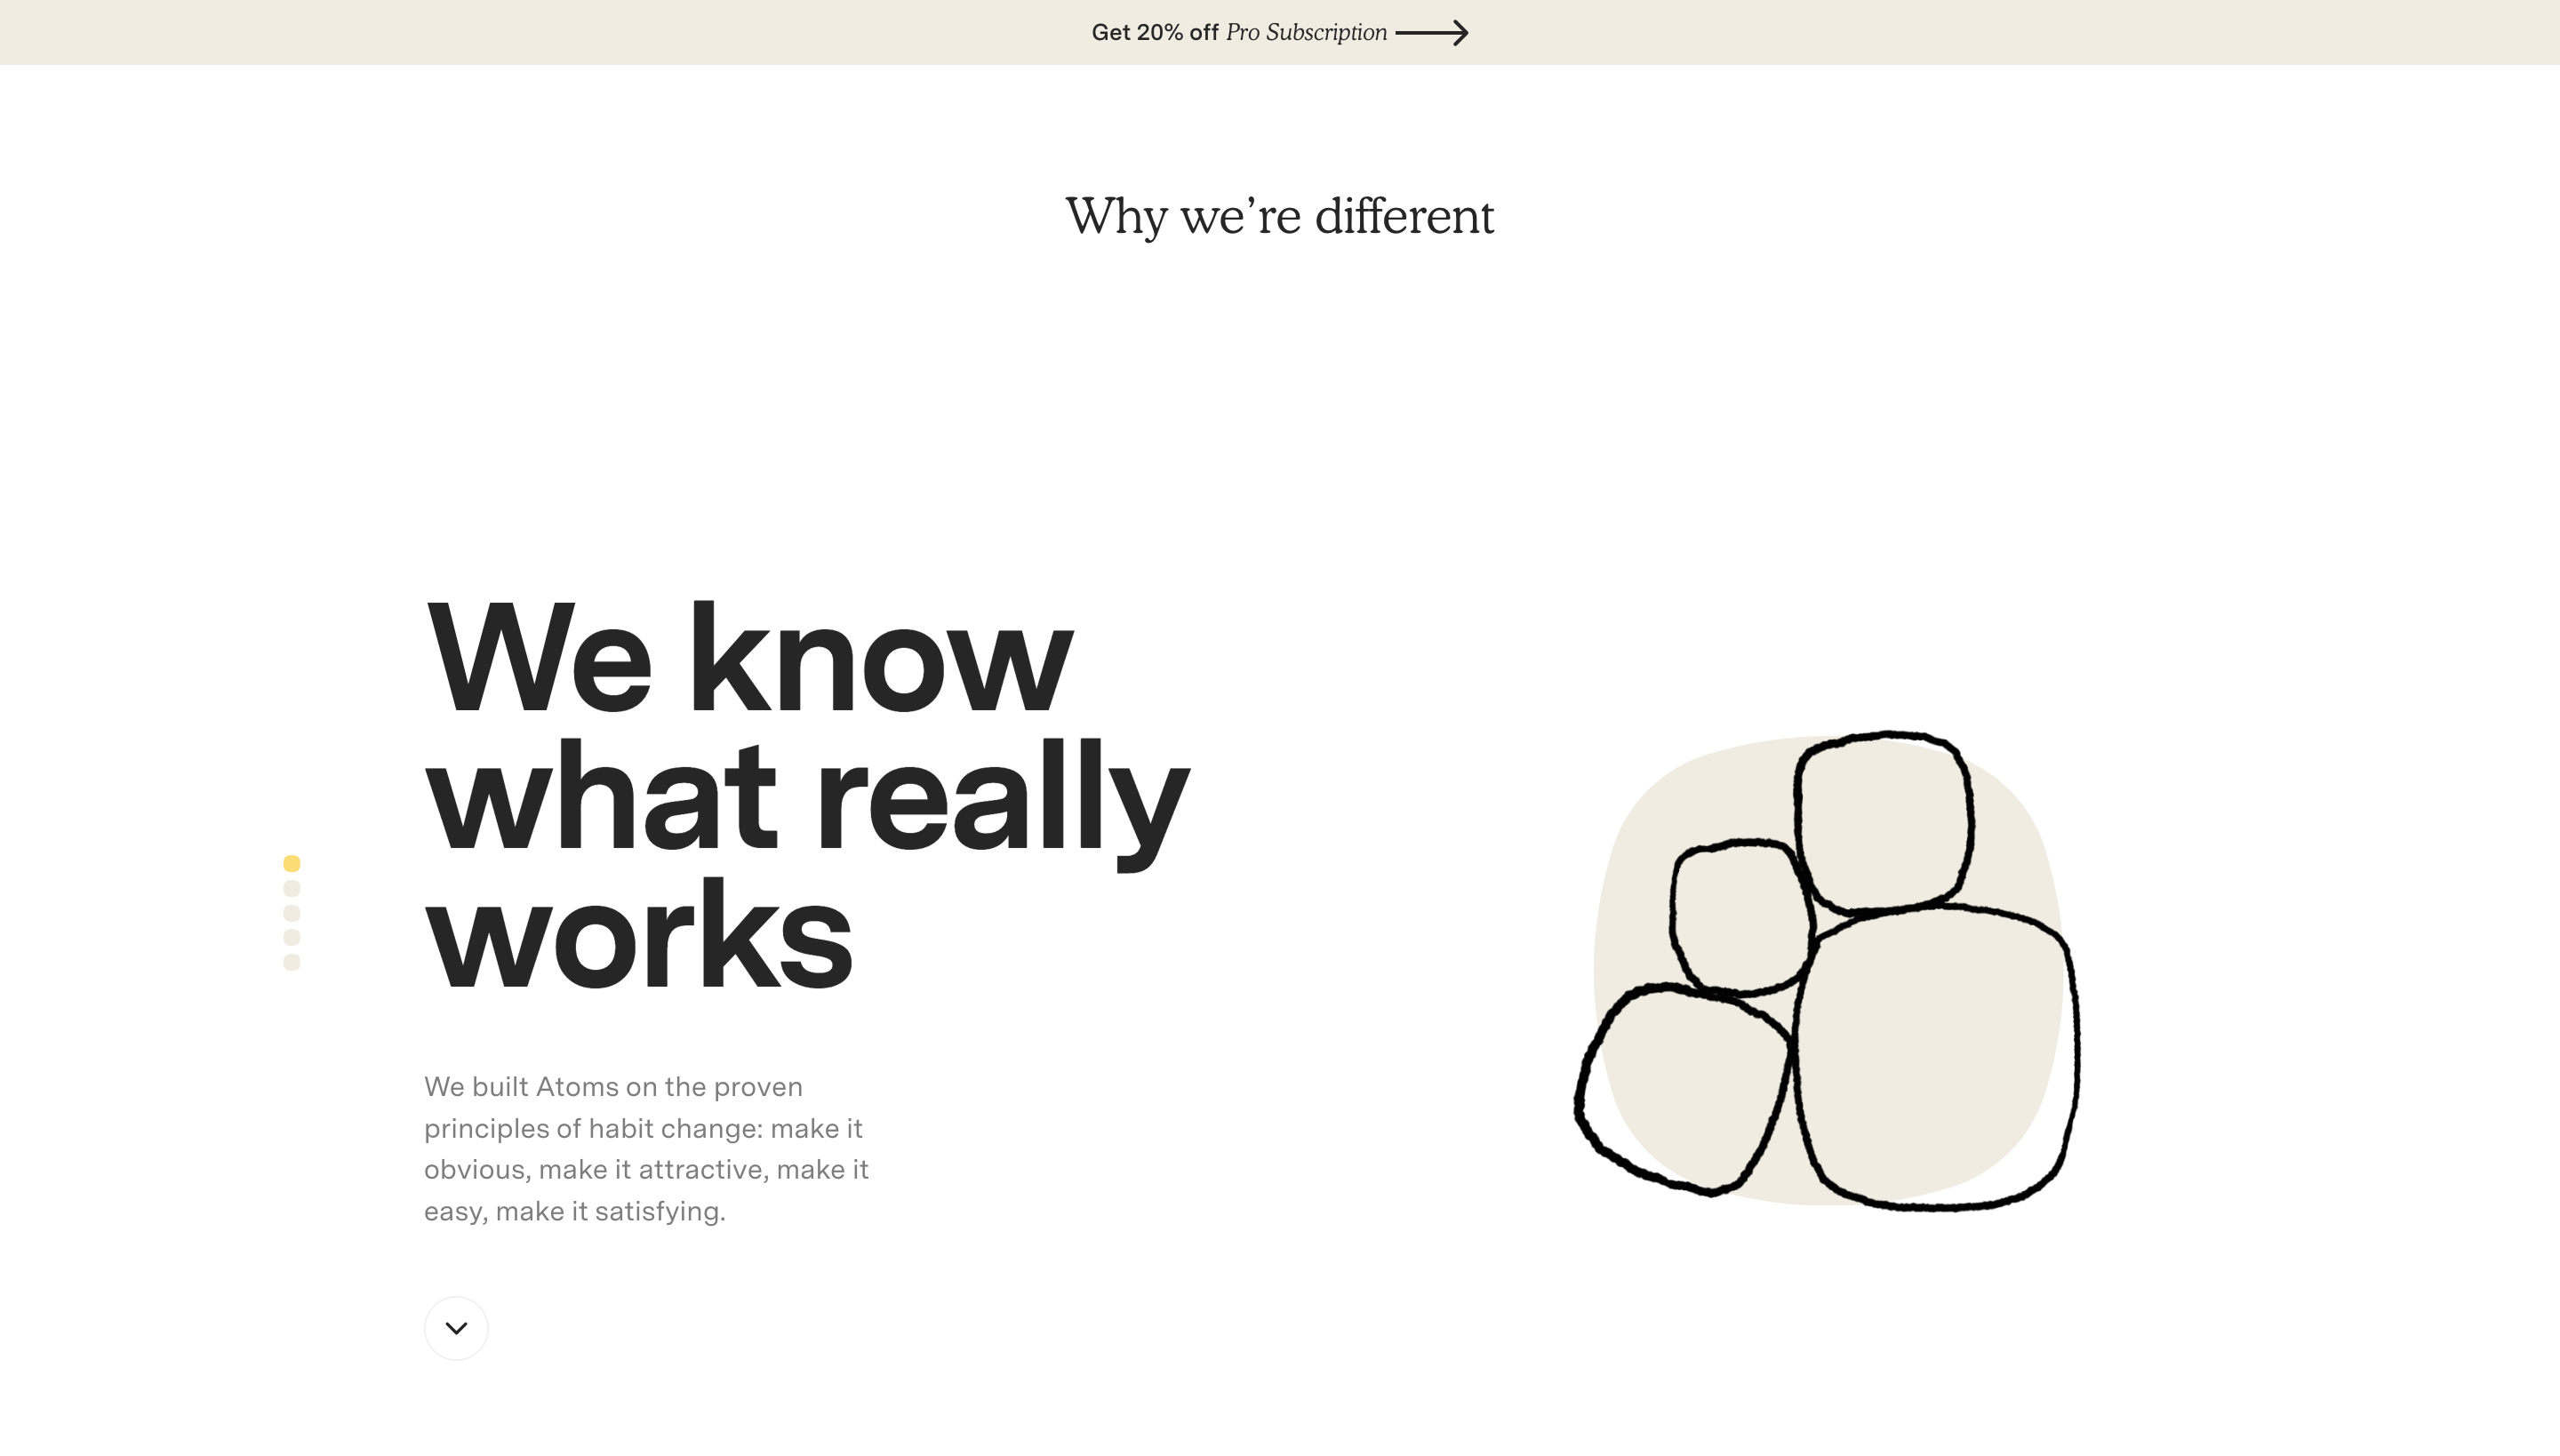 Get 20% off Pro Subscription
Why we’re different
We know
what really
works
We built Atoms on the proven
principles of habit change: make it
obvious, make it attractive, make it
easy, make it satisfying.